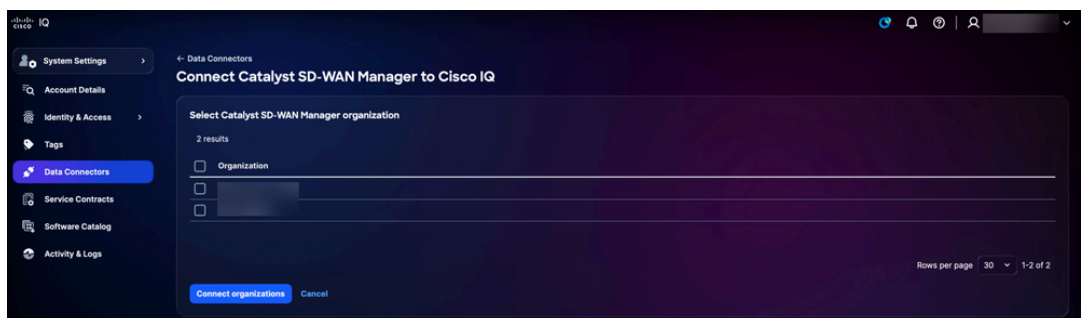 CISCO IQ
System Settings
← Data Connectors
Connect Catalyst SD-WAN Manager to Cisco IQ
Account Details
Identity & Access
Tags
Data Connectors
Service Contracts
Software Catalog
Activity & Logs
Select Catalyst SD-WAN Manager organization
2 results
Organization
Rows per page 30 1-2 of 2
Connect organizations Cancel